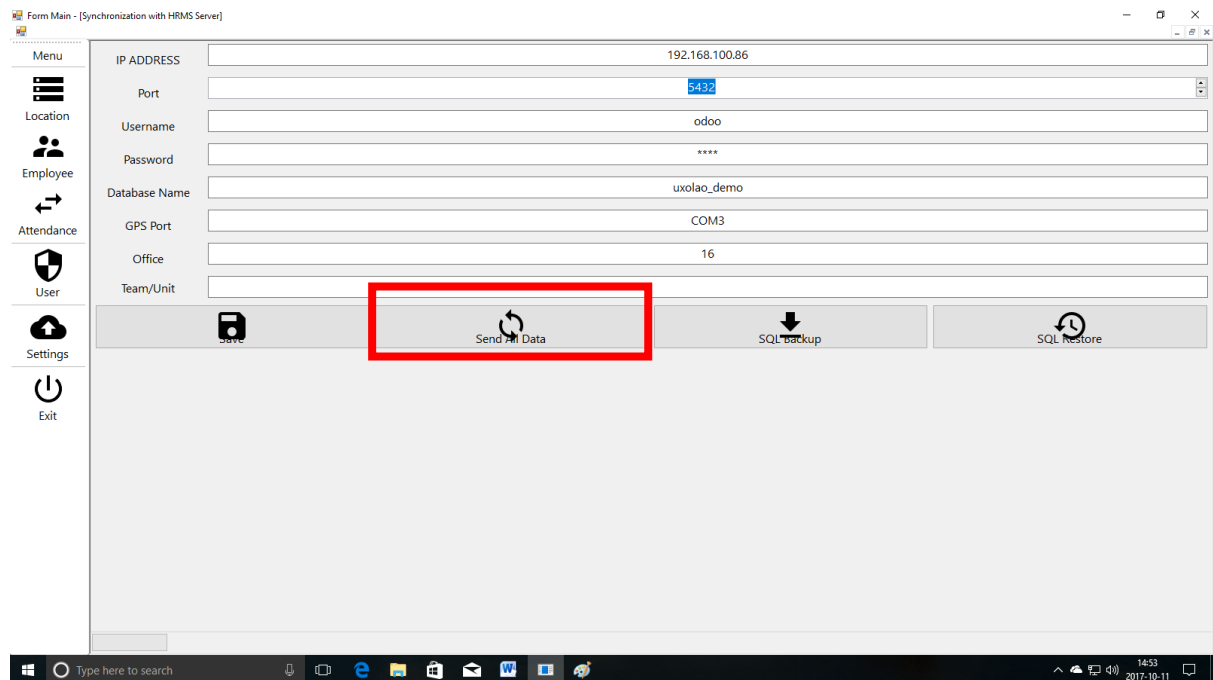 Form Main - [Synchronization with HRMS Server]
Menu
Location
Employee
Attendance
User
Settings
Exit
IP ADDRESS 192.168.100.86
Port 5432
Username odoo
Password ****
Database Name uxolao_demo
GPS Port COM3
Office 16
Team/Unit
Save Send All Data SQL Backup SQL Restore
Type here to search
14:53
2017-10-11